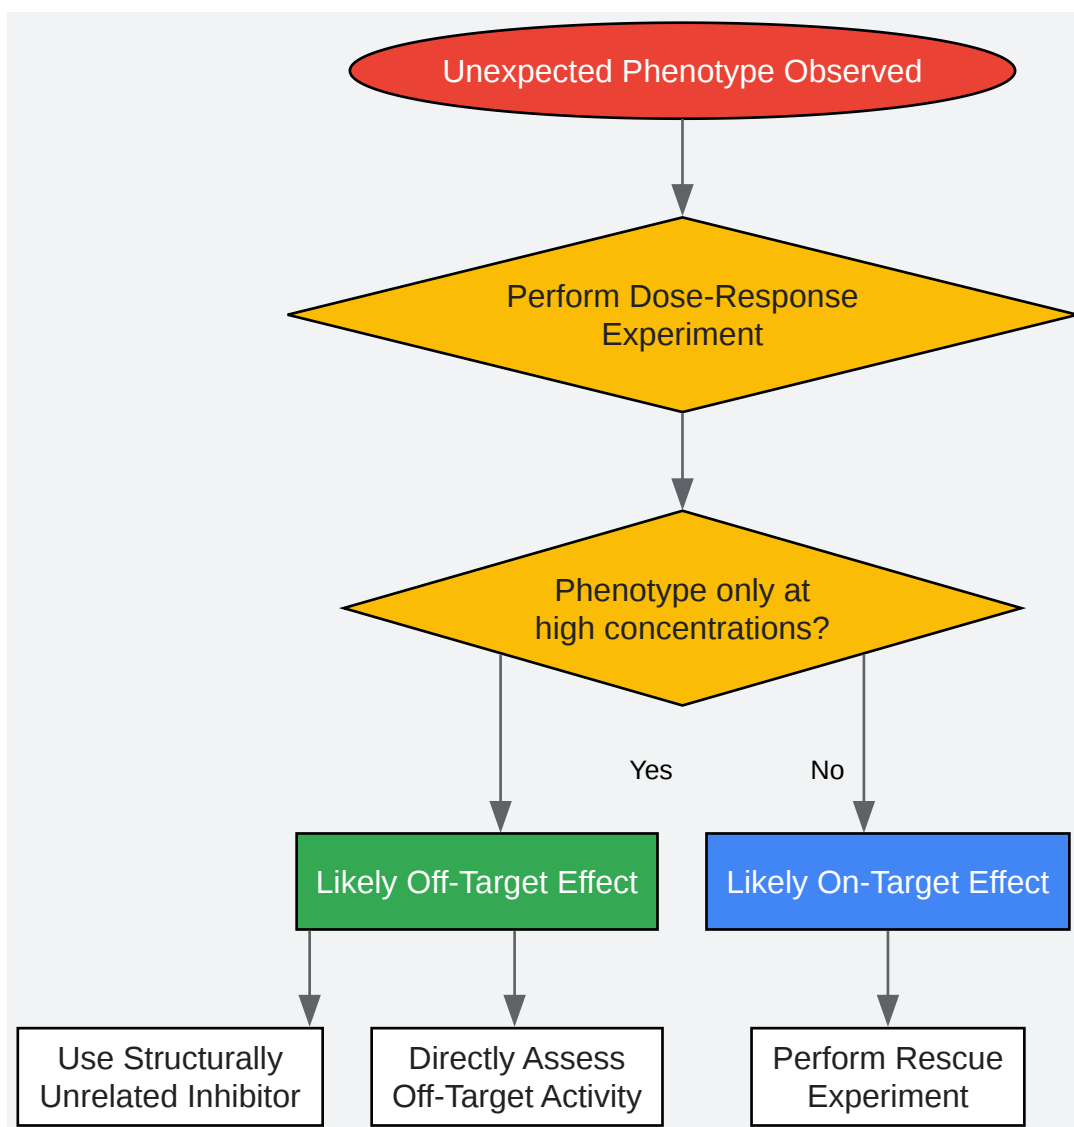 Unexpected Phenotype Observed
Perform Dose-Response
Experiment
Phenotype only at
high concentrations?
Yes
No
Likely Off-Target Effect
Likely On-Target Effect
Use Structurally
Unrelated Inhibitor
Directly Assess
Off-Target Activity
Perform Rescue
Experiment